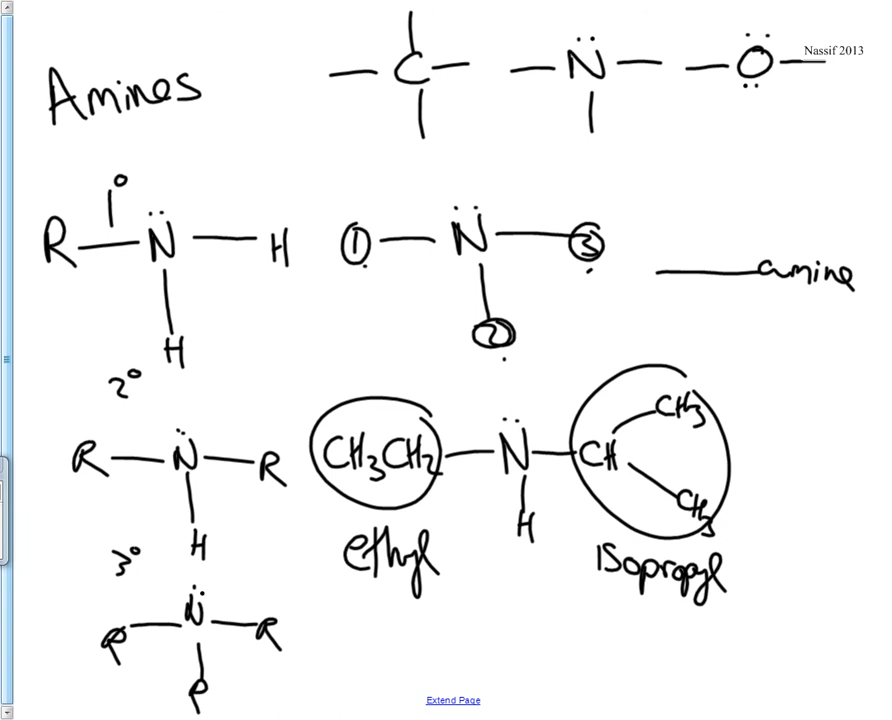 Nassif 2013
Amines
C N O
1°
R N H
H
1 N 3
2
amine
2°
R N R
H
CH3CH2 N CH CH3
CH3
H
ethyl
isopropyl
3°
R N R
R
Extend Page